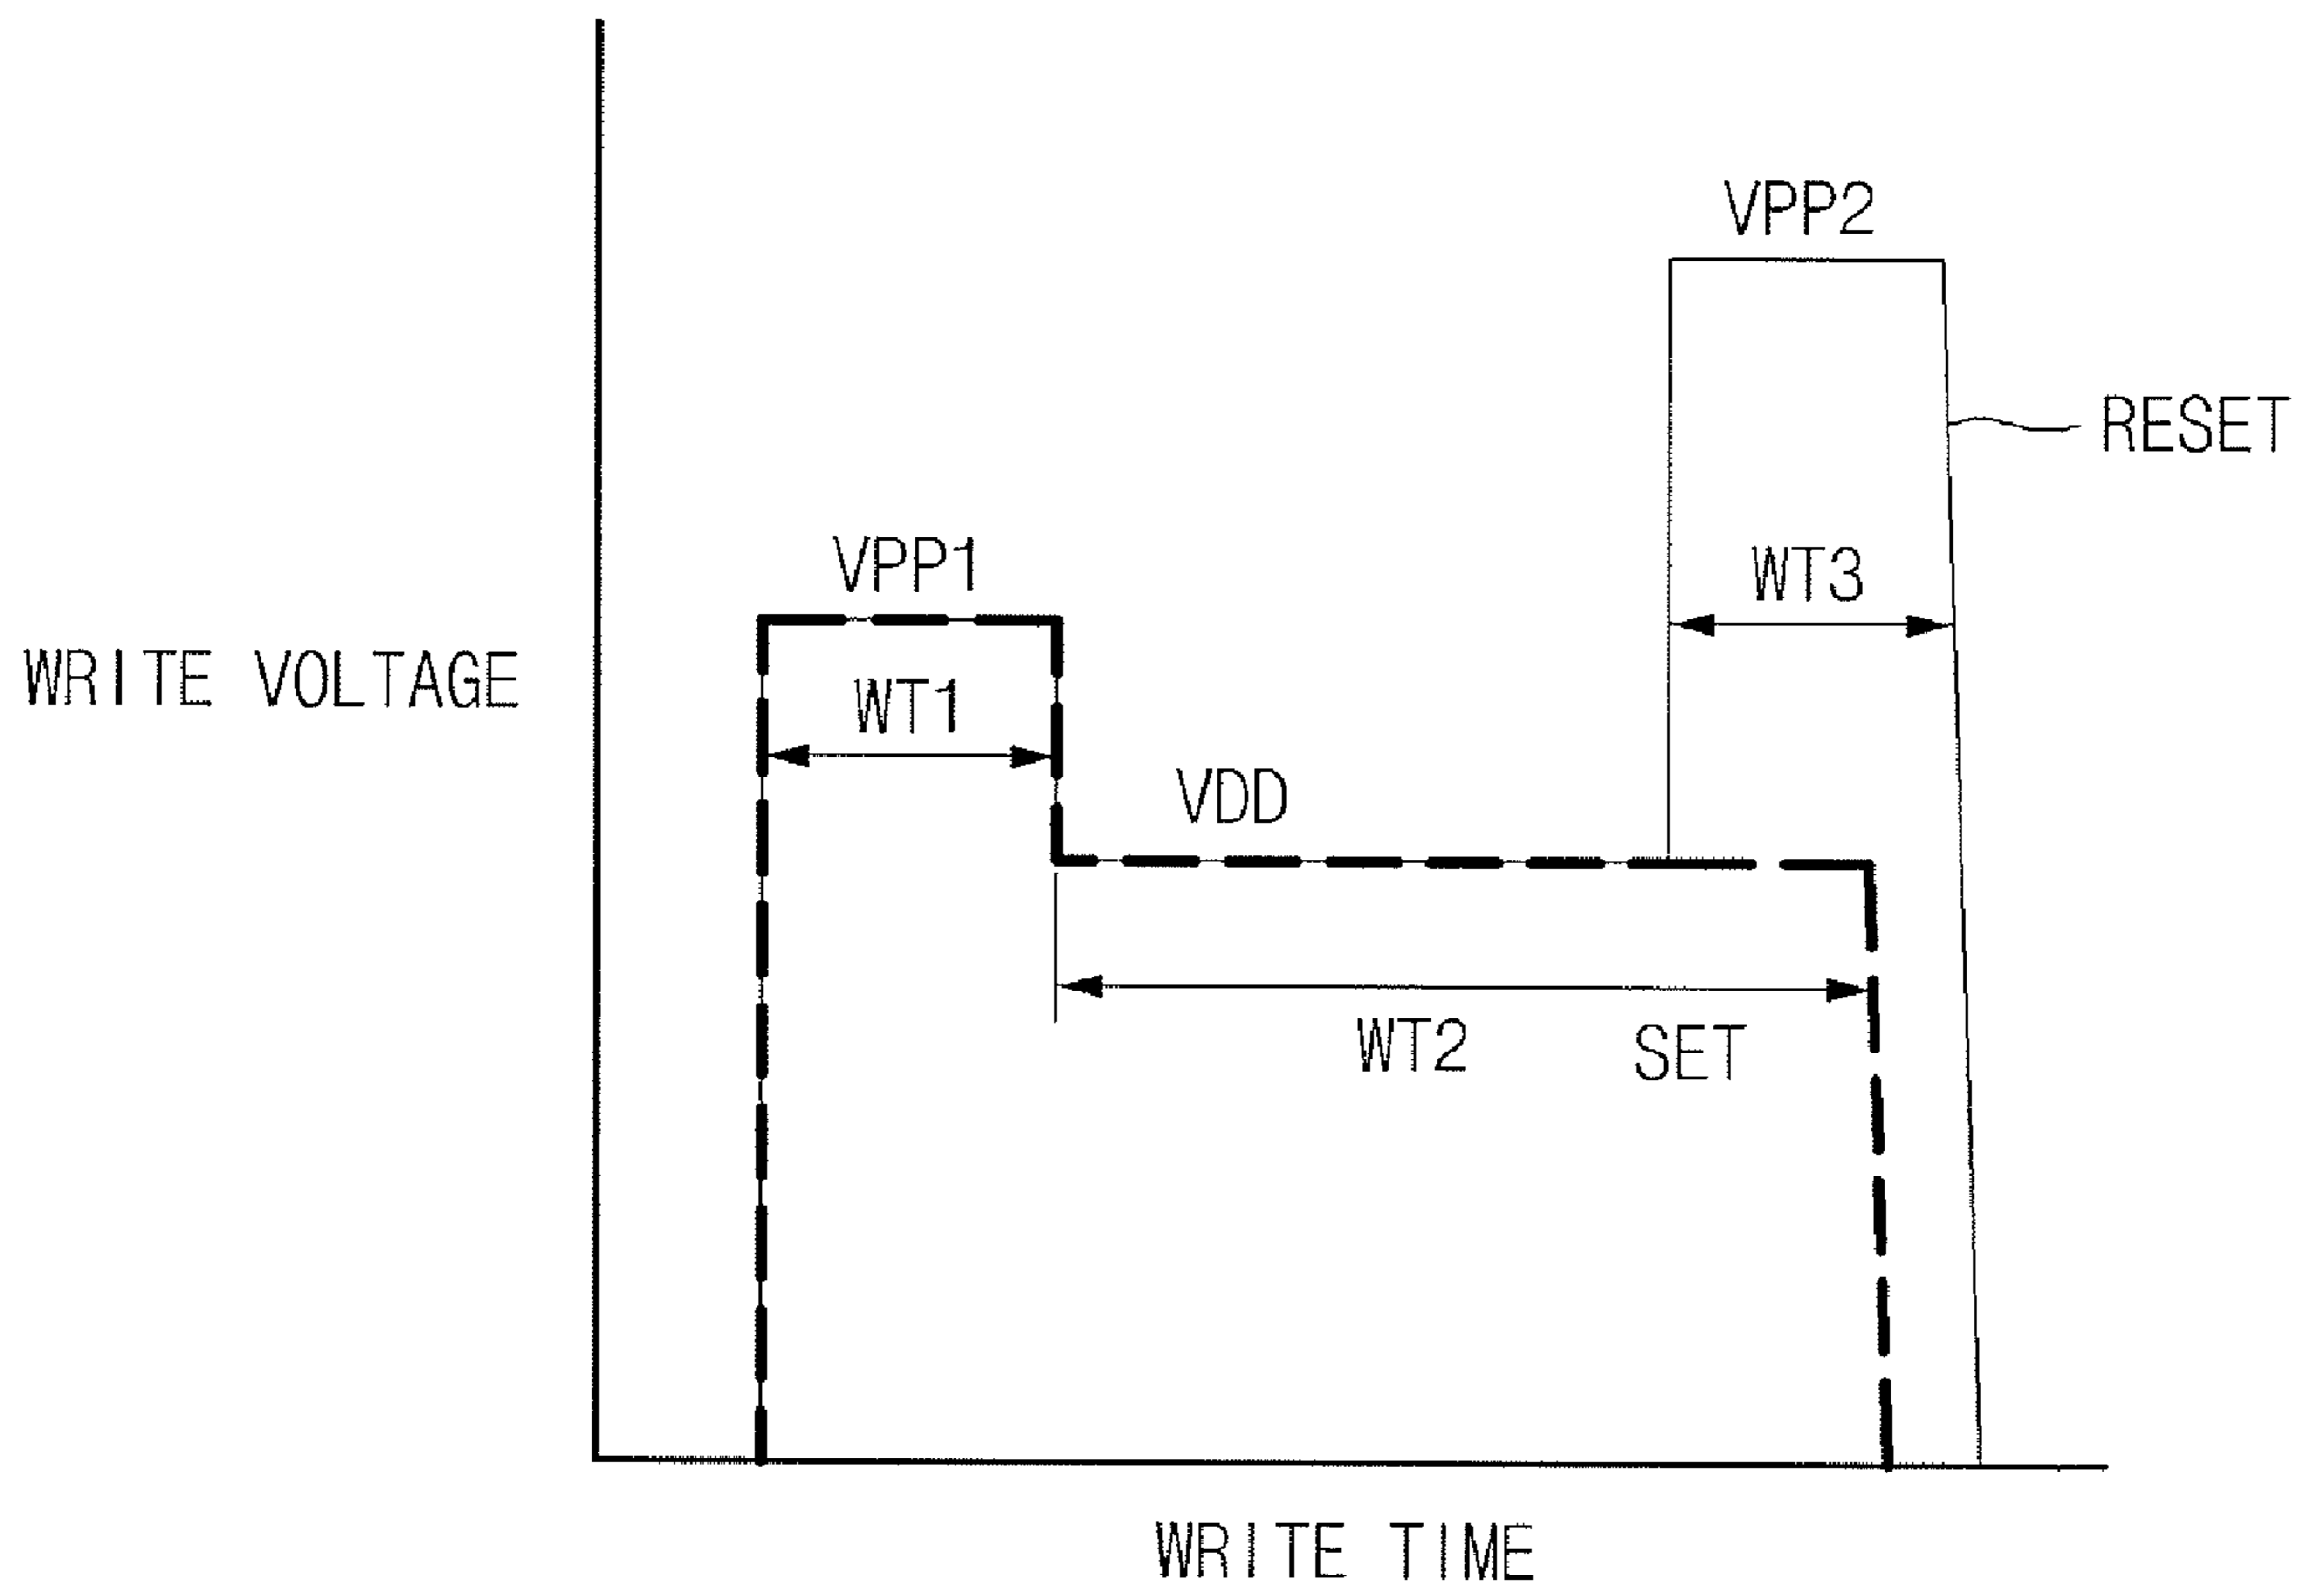 VPP2
RESET
VPP1
WT3
WRITE VOLTAGE
WT1
VDD
WT2
SET
WRITE TIME